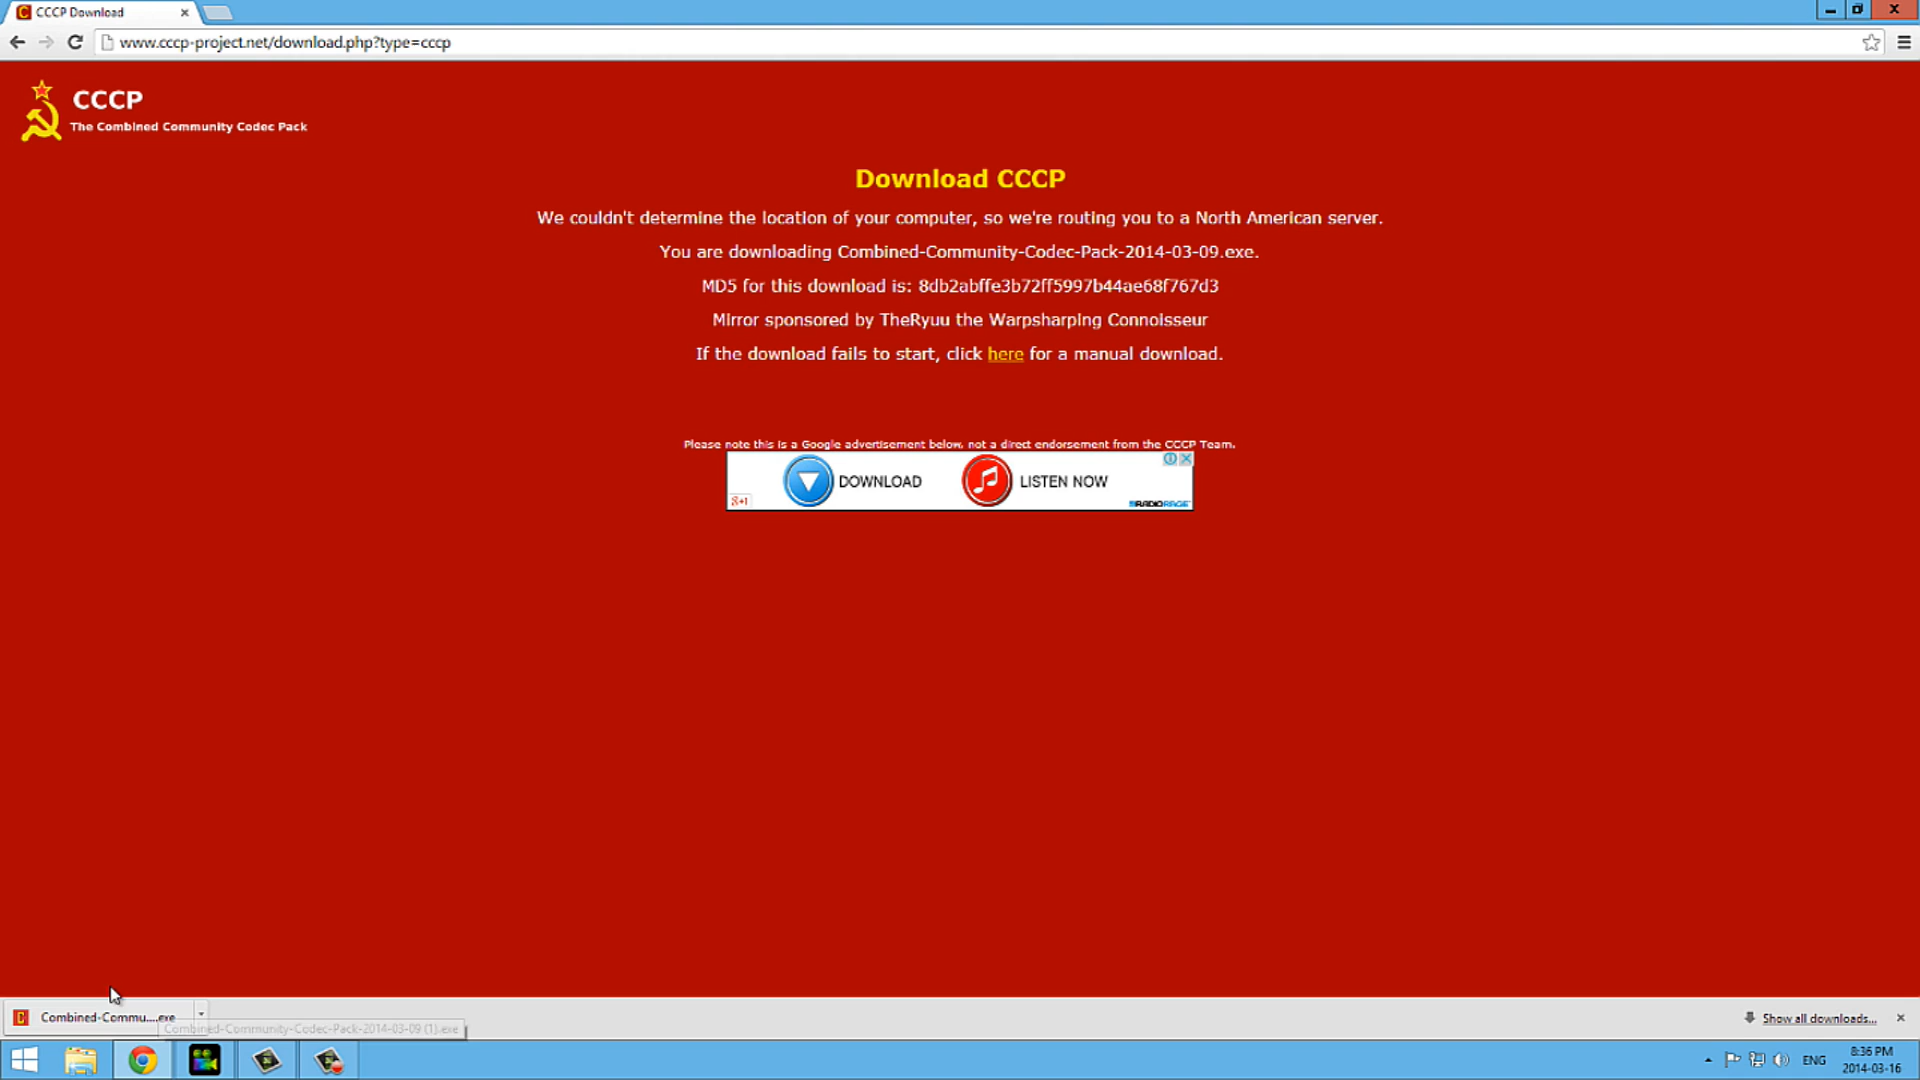 CCCP Download
www.cccp-project.net/download.php?type=cccp
CCCP
The Combined Community Codec Pack
Download CCCP
We couldn't determine the location of your computer, so we're routing you to a North American server.
You are downloading Combined-Community-Codec-Pack-2014-03-09.exe.
MD5 for this download is: 8db2abffe3b72ff5997b44ae68f767d3
Mirror sponsored by TheRyuu the Warpsharping Connoisseur
If the download fails to start, click here for a manual download.
Please note this is a Google advertisement below, not a direct endorsement from the CCCP Team.
DOWNLOAD
LISTEN NOW
g+1
RADIORAGE
Combined-Commu....exe
Combined-Community-Codec-Pack-2014-03-09 (1).exe
Show all downloads...
ENG
8:36 PM
2014-03-16